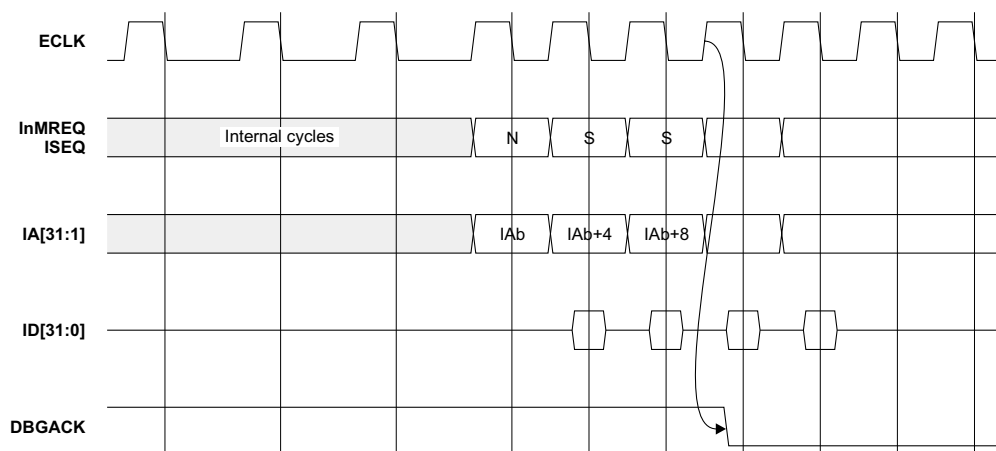 ECLK
InMREQ
ISEQ
Internal cycles N S S
IA[31:1] IAb IAb+4 IAb+8
ID[31:0]
DBGACK